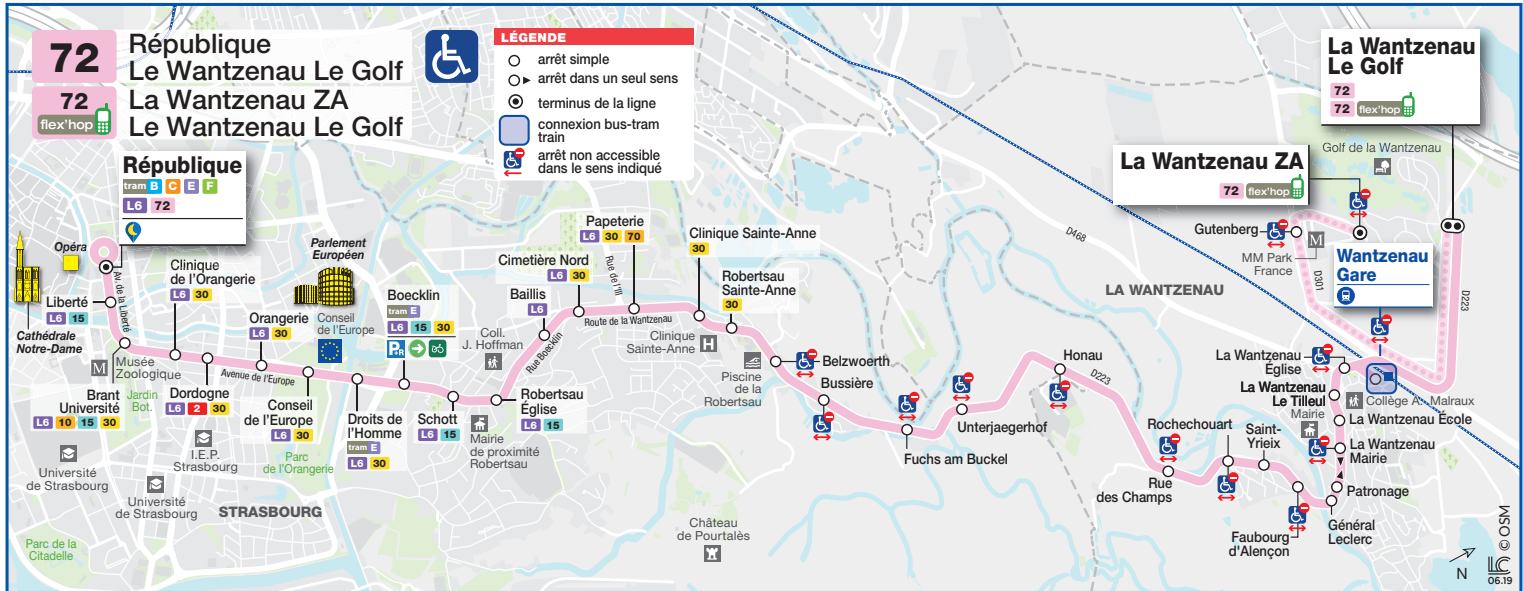 72
République
Le Wantzenau Le Golf
72
flex'hop
La Wantzenau ZA
Le Wantzenau Le Golf
LÉGENDE
arrêt simple
arrêt dans un seul sens
terminus de la ligne
connexion bus-tram
train
arrêt non accessible
dans le sens indiqué
La Wantzenau
Le Golf
72
72 flex'hop
Golf de la Wantzenau
La Wantzenau ZA
72 flex'hop
République
tram B C E F
L6 72
Opéra
Cathédrale
Notre-Dame
Av. de la Liberté
Liberté
L6 15
Musée
Zoologique
M
Brant
Université
L6 10 15 30
Jardin
Bot.
Université
de Strasbourg
Clinique
de l'Orangerie
L6 30
Dordogne
L6 2 30
I.E.P.
Strasbourg
Université
de Strasbourg
Avenue de l'Europe
Orangerie
L6 30
Parlement
Européen
Conseil
de l'Europe
Conseil
de l'Europe
L6 30
Parc
de l'Orangerie
STRASBOURG
Parc de la
Citadelle
Droits de
l'Homme
tram E
L6 30
Boecklin
tram E
L6 15 30
P+R
Schott
L6 15
Coll.
J. Hoffman
Mairie
de proximité
Robertsau
Robertsau
Église
L6 15
Rue Boecklin
Baillis
L6
Cimetière Nord
L6 30
Papeterie
L6 30 70
Rue de l'Ill
Route de la Wantzenau
Clinique Sainte-Anne
30
Clinique
Sainte-Anne
H
Robertsau
Sainte-Anne
30
Piscine
de la
Robertsau
Belzwoerth
Bussière
Fuchs am Buckel
Unterjaegerhof
Château
de Pourtalès
Honau
D223
D468
LA WANTZENAU
Rue
des Champs
Rochechouart
Saint-
Yrieix
Faubourg
d'Alençon
Général
Leclerc
Patronage
La Wantzenau
Mairie
Mairie
La Wantzenau École
La Wantzenau
Le Tilleul
La Wantzenau
Église
Collège A. Malraux
Wantzenau
Gare
Gutenberg
M
MM Park
France
D301
D223
N
LC © OSM
06.19